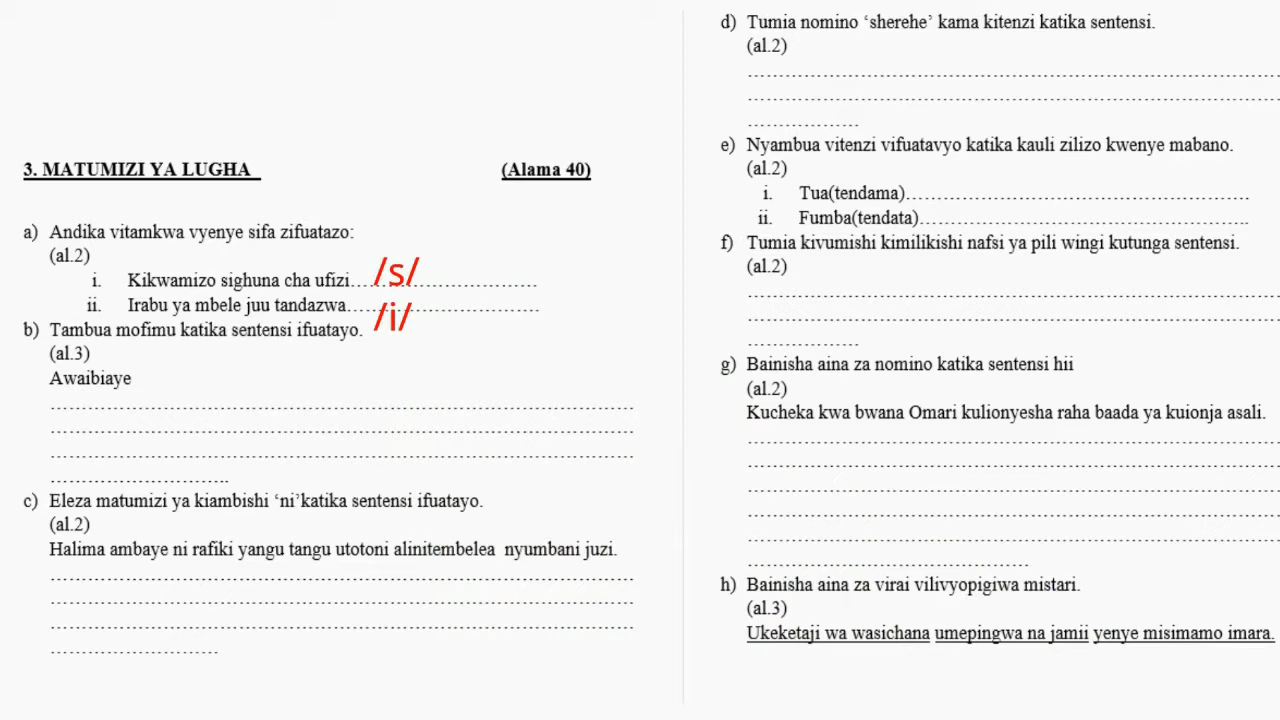 3. MATUMIZI YA LUGHA (Alama 40)
a) Andika vitamkwa vyenye sifa zifuatazo:
(al.2)
i. Kikwamizo sighuna cha ufizi.................................... /s/
ii. Irabu ya mbele juu tandazwa.................................... /i/
b) Tambua mofimu katika sentensi ifuatayo.
(al.3)
Awaibiaye
c) Eleza matumizi ya kiambishi ‘ni’katika sentensi ifuatayo.
(al.2)
Halima ambaye ni rafiki yangu tangu utotoni alinitembelea nyumbani juzi.
d) Tumia nomino ‘sherehe’ kama kitenzi katika sentensi.
(al.2)
e) Nyambua vitenzi vifuatavyo katika kauli zilizo kwenye mabano.
(al.2)
i. Tua(tendama)....................................
ii. Fumba(tendata)....................................
f) Tumia kivumishi kimilikishi nafsi ya pili wingi kutunga sentensi.
(al.2)
g) Bainisha aina za nomino katika sentensi hii
(al.2)
Kucheka kwa bwana Omari kulionyesha raha baada ya kuionja asali.
h) Bainisha aina za virai vilivyopigiwa mistari.
(al.3)
Ukeketaji wa wasichana umepingwa na jamii yenye misimamo imara.